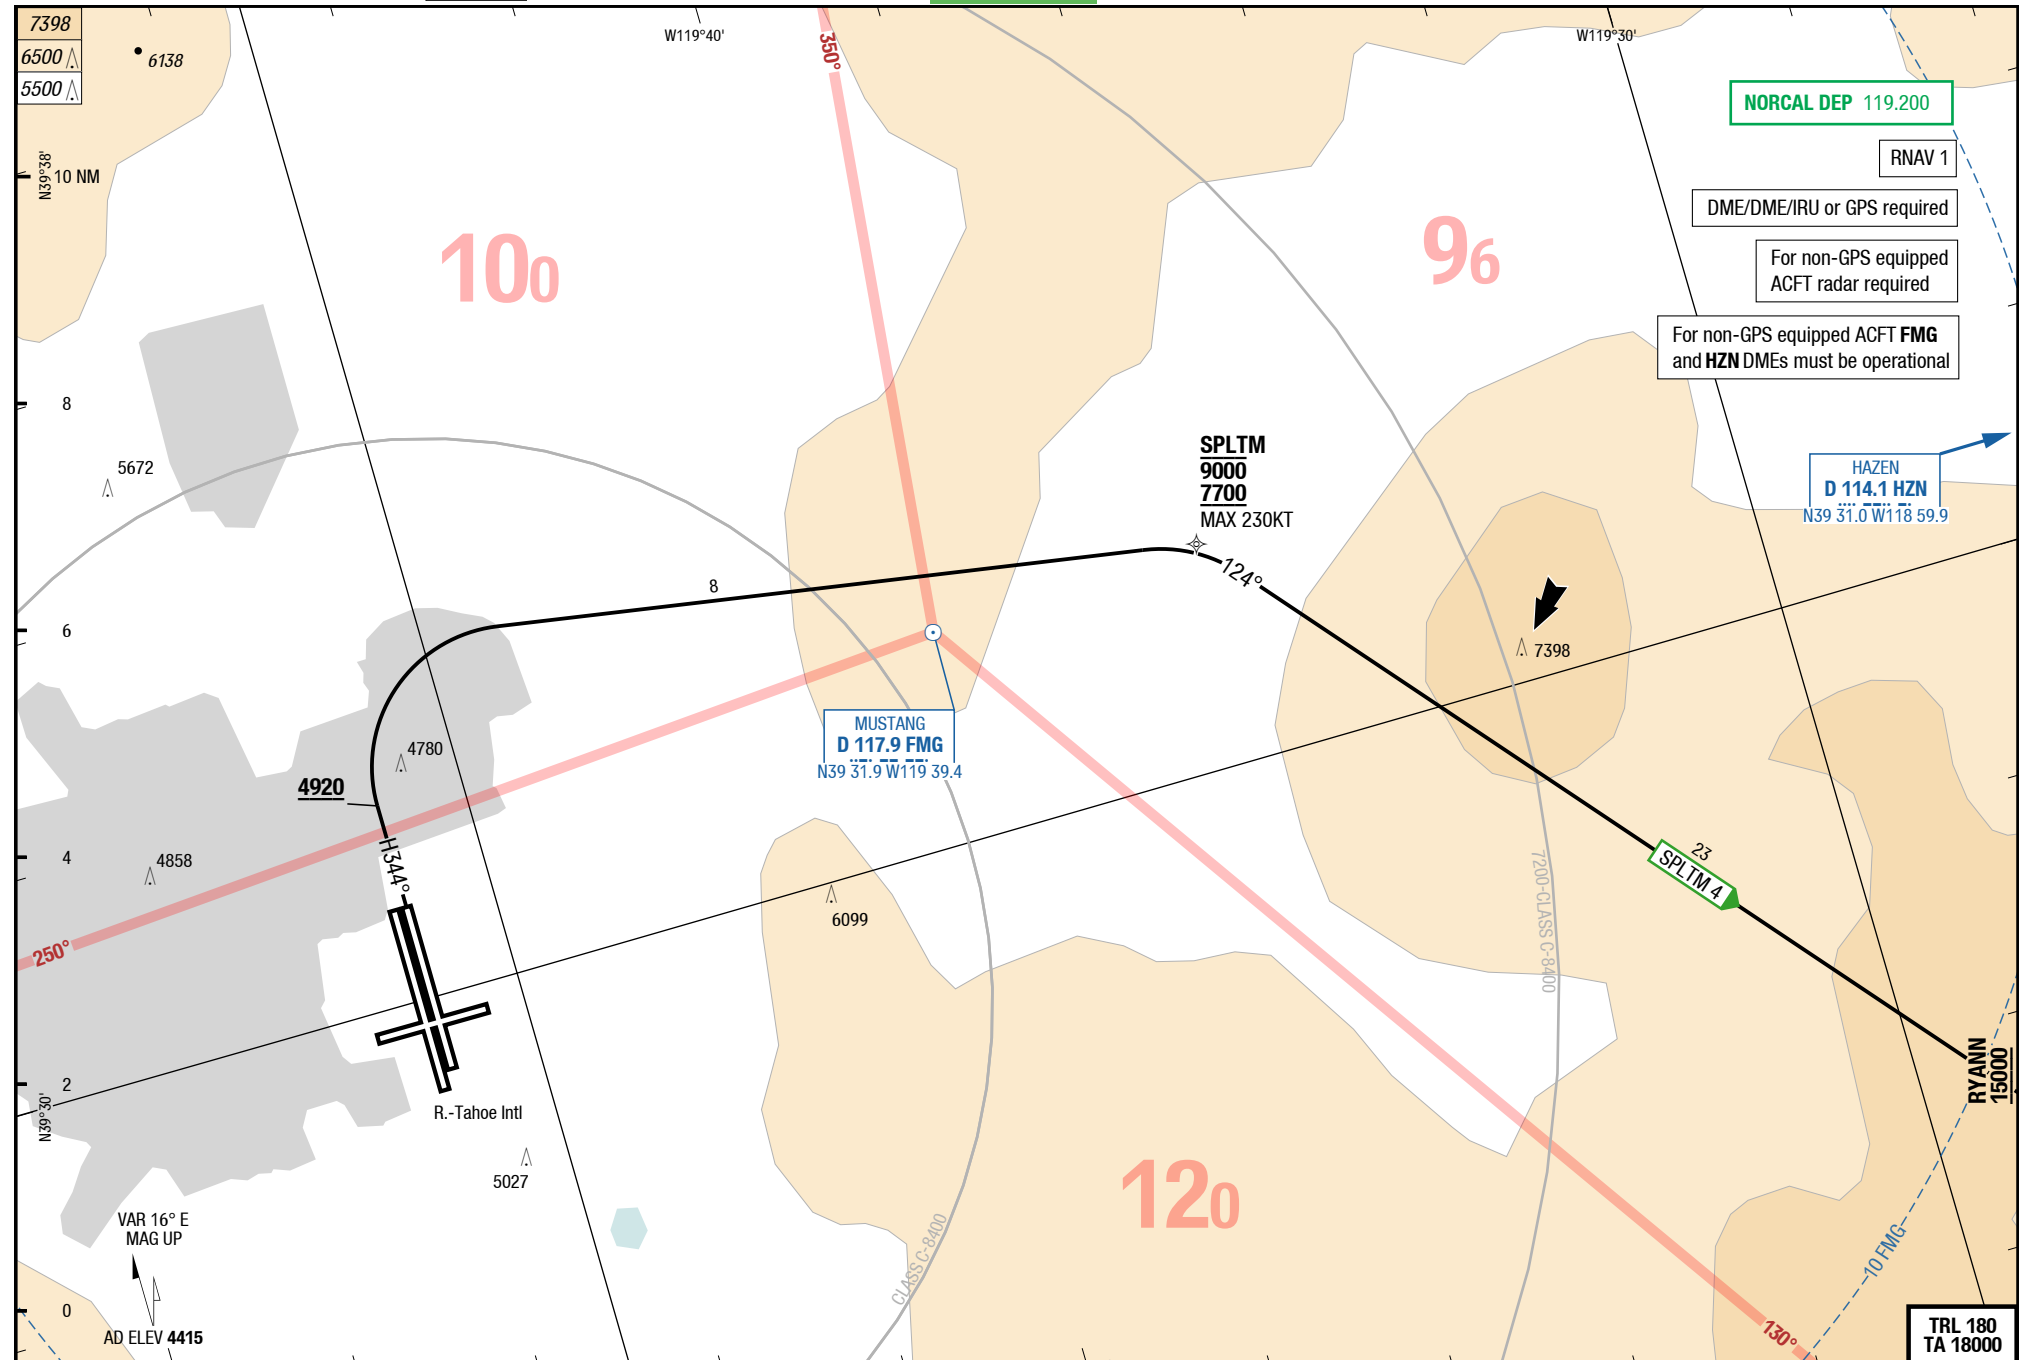 7398
6500
5500
6138
W119°40'
W119°30'
350°
NORCAL DEP 119.200
RNAV 1
DME/DME/IRU or GPS required
For non-GPS equipped
ACFT radar required
For non-GPS equipped ACFT FMG
and HZN DMEs must be operational
N39°38'
10 NM
100
96
8
5672
SPLTM
9000
7700
MAX 230KT
HAZEN
D 114.1 HZN
N39 31.0 W118 59.9
124°
8
6
7398
MUSTANG
D 117.9 FMG
N39 31.9 W119 39.4
4780
4920
H344°
4
4858
23
SPLTM 4
7200-CLASS C-8400
6099
250°
RYANN
15000
2
N39°30'
R.-Tahoe Intl
5027
120
VAR 16° E
MAG UP
CLASS C-8400
10 FMG
0
AD ELEV 4415
130°
TRL 180
TA 18000